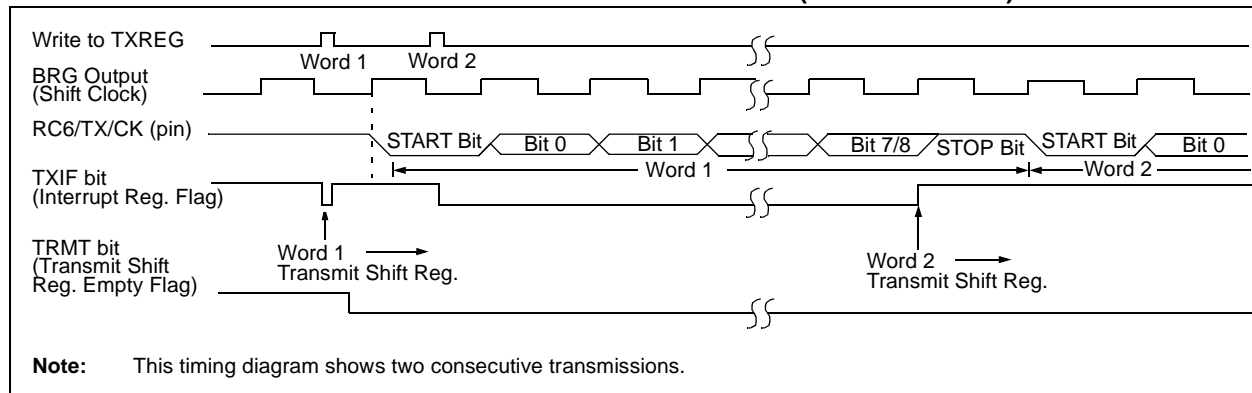 Write to TXREG
Word 1
Word 2
BRG Output
(Shift Clock)
RC6/TX/CK (pin)
START Bit
Bit 0
Bit 1
Bit 7/8
STOP Bit
START Bit
Bit 0
Word 1
Word 2
TXIF bit
(Interrupt Reg. Flag)
Word 1
Transmit Shift Reg.
Word 2
Transmit Shift Reg.
TRMT bit
(Transmit Shift
Reg. Empty Flag)
Note: This timing diagram shows two consecutive transmissions.